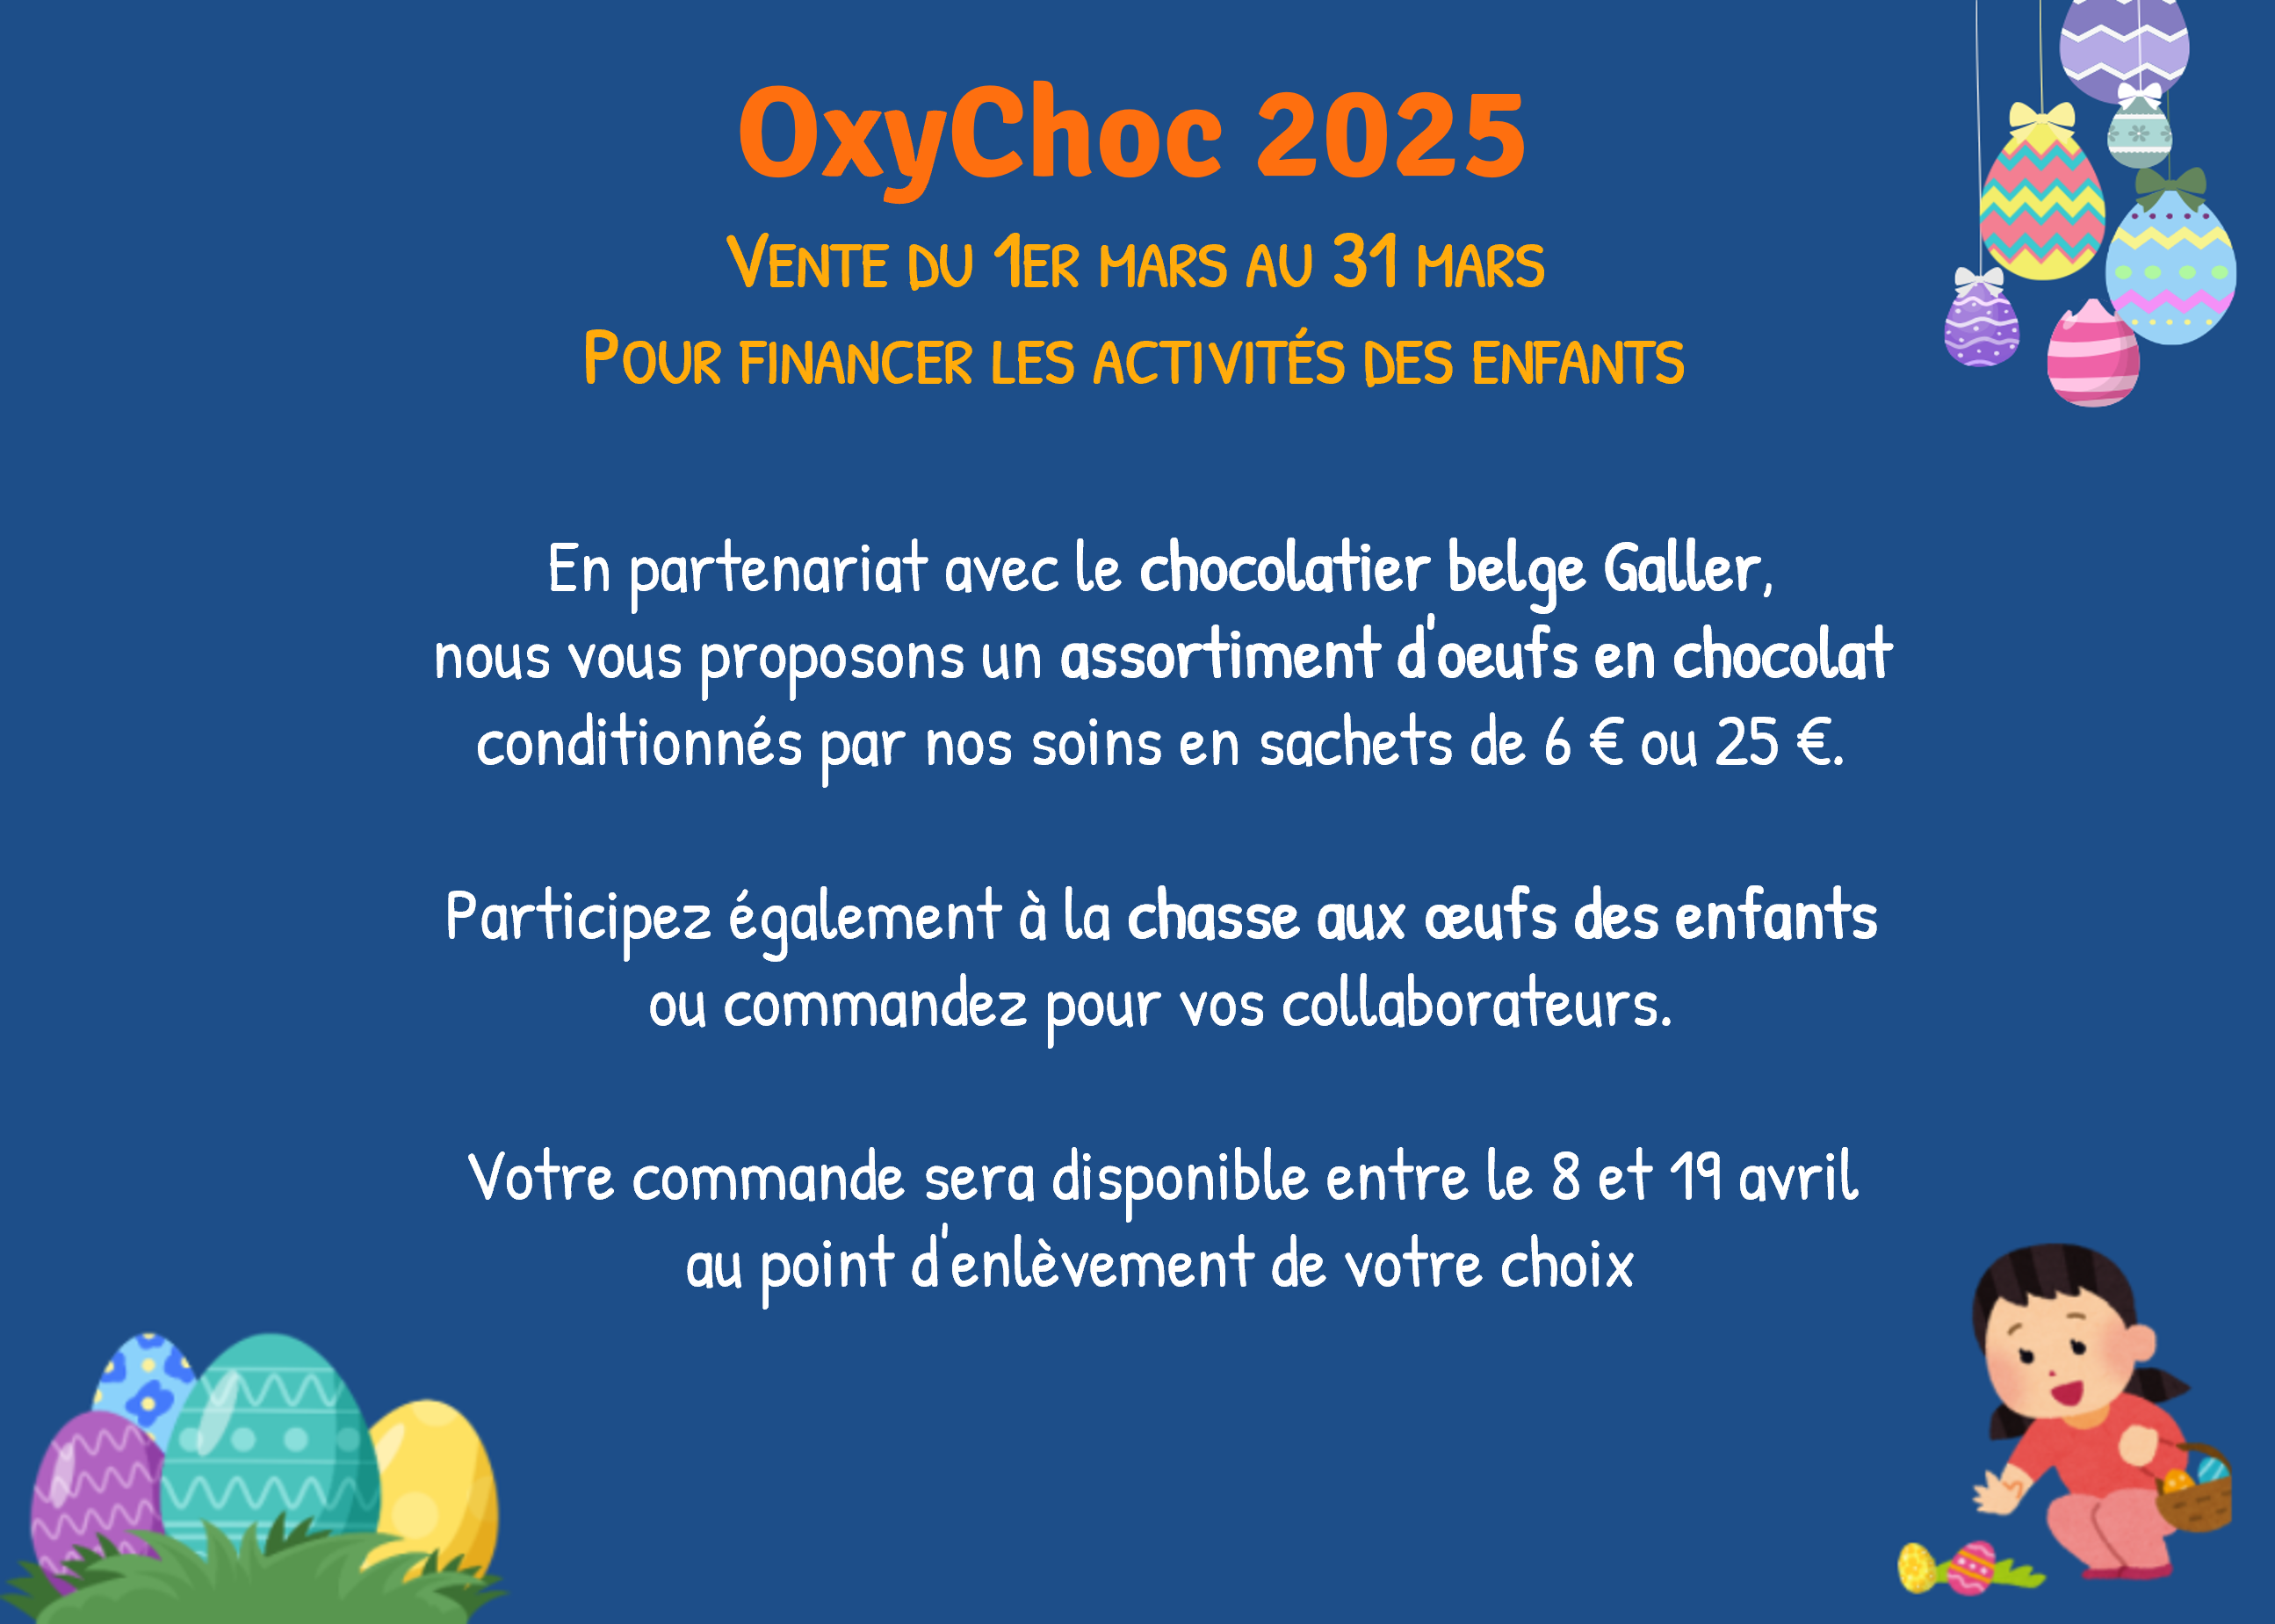 OxyChoc 2025
Vente du 1er mars au 31 mars
Pour financer les activités des enfants
En partenariat avec le chocolatier belge Galler,
nous vous proposons un assortiment d'oeufs en chocolat
conditionnés par nos soins en sachets de 6 € ou 25 €.
Participez également à la chasse aux œufs des enfants
ou commandez pour vos collaborateurs.
Votre commande sera disponible entre le 8 et 19 avril
au point d'enlèvement de votre choix